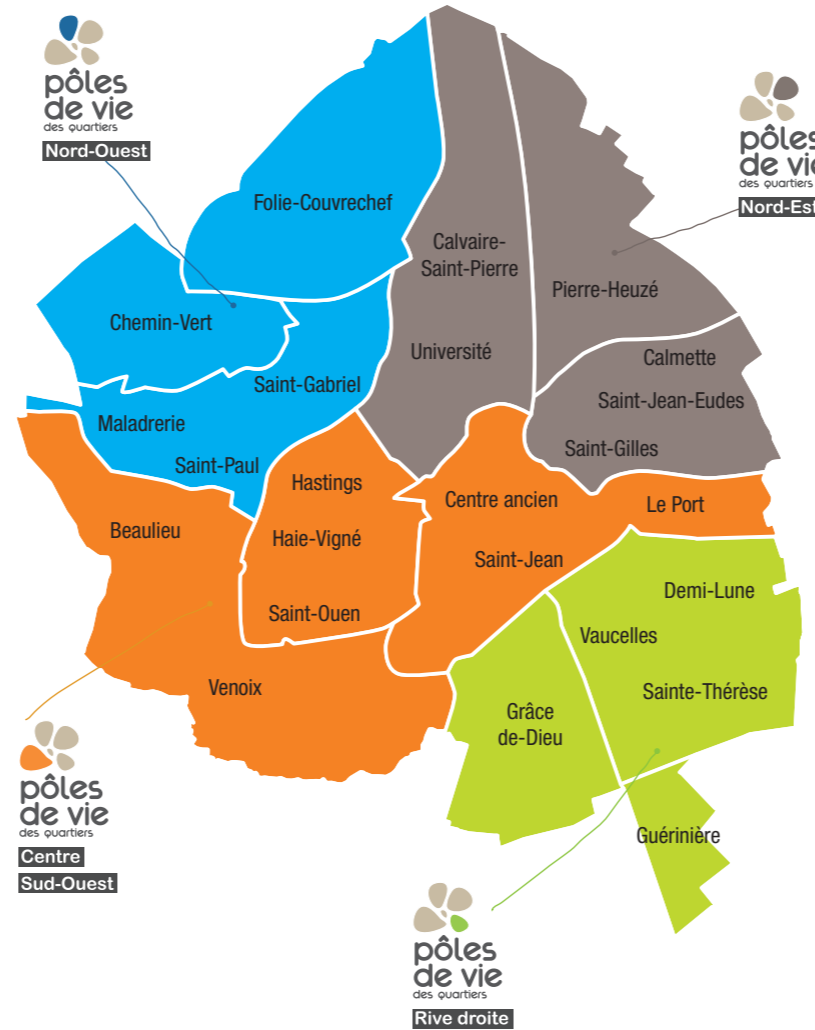 pôles
de vie
des quartiers
Nord-Ouest
pôles
de vie
des quartiers
Nord-Est
Folie-Couvrechef
Calvaire-
Saint-Pierre
Pierre-Heuzé
Chemin-Vert
Université
Calmette
Saint-Gabriel
Saint-Jean-Eudes
Maladrerie
Saint-Gilles
Saint-Paul
Hastings
Centre ancien
Le Port
Beaulieu
Haie-Vigné
Saint-Jean
Demi-Lune
Saint-Ouen
Vaucelles
Venoix
Sainte-Thérèse
Grâce
de-Dieu
Guérinière
pôles
de vie
des quartiers
Centre
Sud-Ouest
pôles
de vie
des quartiers
Rive droite